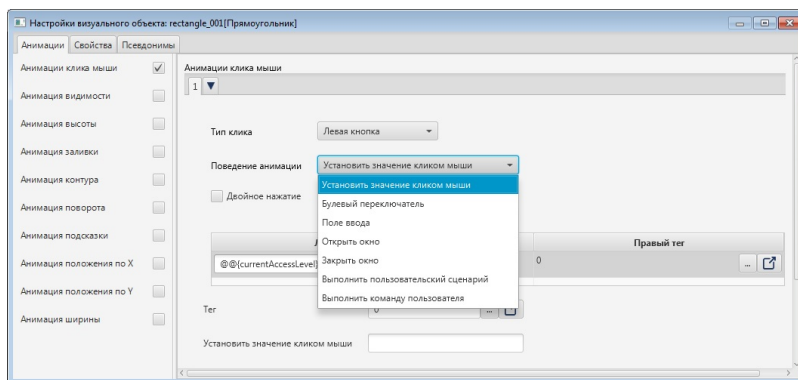 Настройки визуального объекта: rectangle_001[Прямоугольник]
Анимации Свойства Псевдонимы
Анимации клика мыши
Анимация видимости
Анимация высоты
Анимация заливки
Анимация контура
Анимация поворота
Анимация подсказки
Анимация положения по X
Анимация положения по Y
Анимация ширины
Анимации клика мыши
1
Тип клика Левая кнопка
Поведение анимации Установить значение кликом мыши
Установить значение кликом мыши
Булевый переключатель
Поле ввода
Открыть окно
Закрыть окно
Выполнить пользовательский сценарий
Выполнить команду пользователя
Двойное нажатие
Правый тег
@@{currentAccessLevel} 0 ...
Тег 0 ...
Установить значение кликом мыши